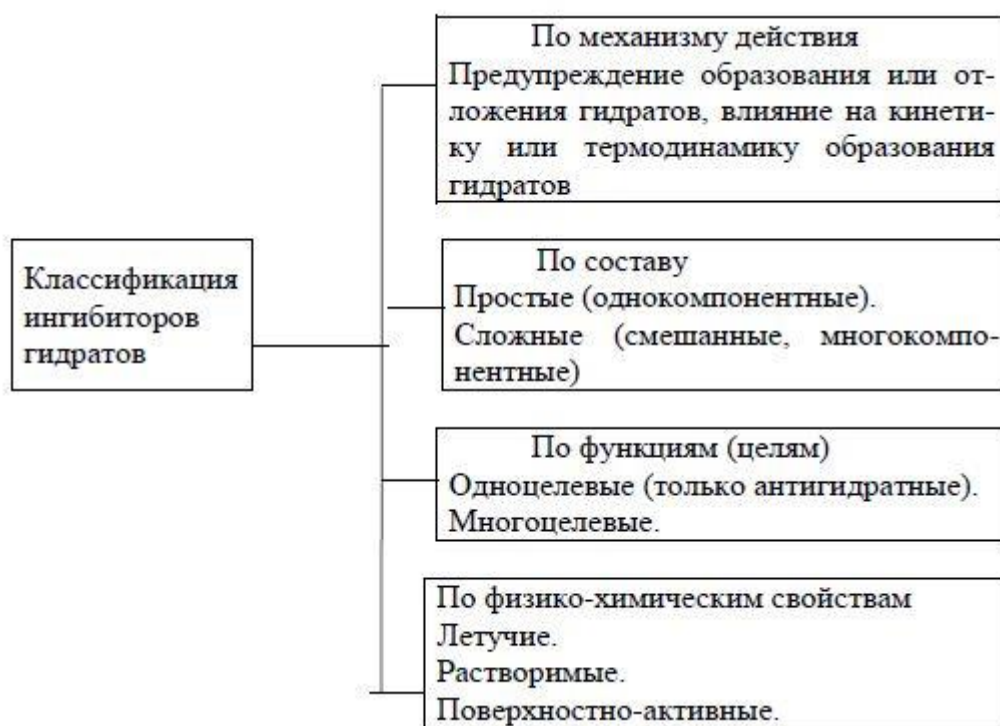 По механизму действия
Предупреждение образования или от-
ложения гидратов, влияние на кинети-
ку или термодинамику образования
гидратов
Классификация
ингибиторов
гидратов
По составу
Простые (однокомпонентные).
Сложные (смешанные, многокомпо-
нентные)
По функциям (целям)
Одноцелевые (только антигидратные).
Многоцелевые.
По физико-химическим свойствам
Летучие.
Растворимые.
Поверхностно-активные.